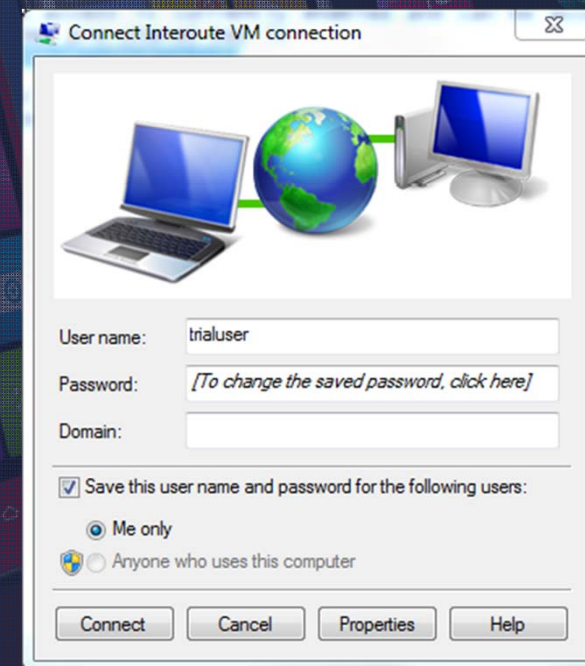 Connect Interoute VM connection
User name:
trialuser
Password:
[To change the saved password, click here]
Domain:
Save this user name and password for the following users:
Me only
Anyone who uses this computer
Connect
Cancel
Properties
Help